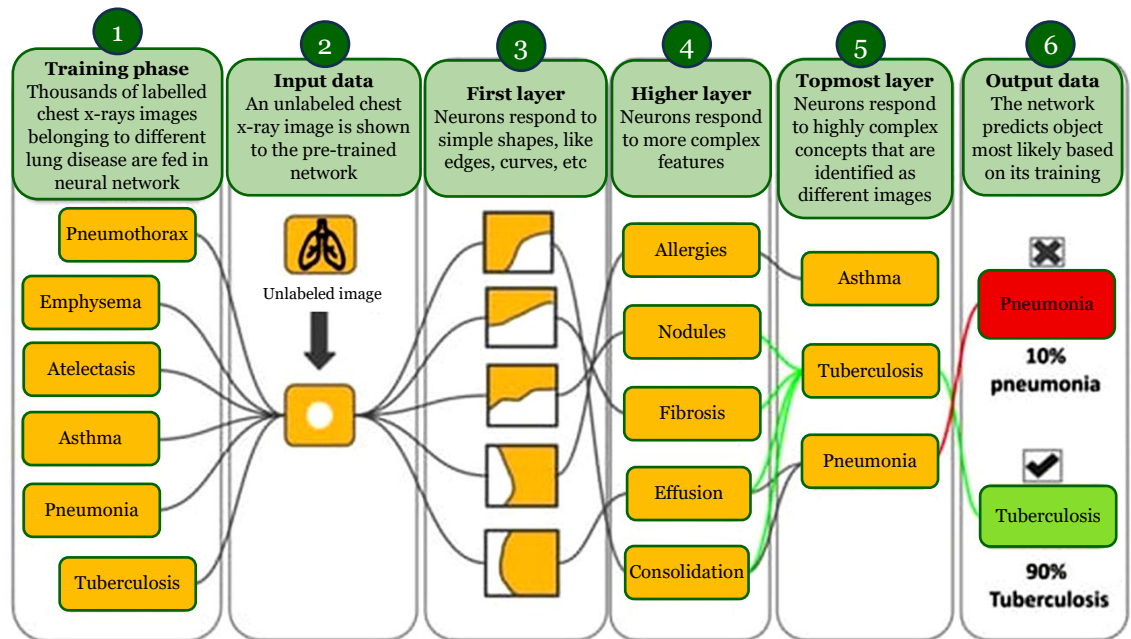 1
Training phase
Thousands of labelled
chest x-rays images
belonging to different
lung disease are fed in
neural network
Pneumothorax
Emphysema
Atelectasis
Asthma
Pneumonia
Tuberculosis
2
Input data
An unlabeled chest
x-ray image is shown
to the pre-trained
network
Unlabeled image
3
First layer
Neurons respond to
simple shapes, like
edges, curves, etc
4
Higher layer
Neurons respond
to more complex
features
Allergies
Nodules
Fibrosis
Effusion
Consolidation
5
Topmost layer
Neurons respond
to highly complex
concepts that are
identified as
different images
Asthma
Tuberculosis
Pneumonia
6
Output data
The network
predicts object
most likely based
on its training
Pneumonia
10%
pneumonia
Tuberculosis
90%
Tuberculosis